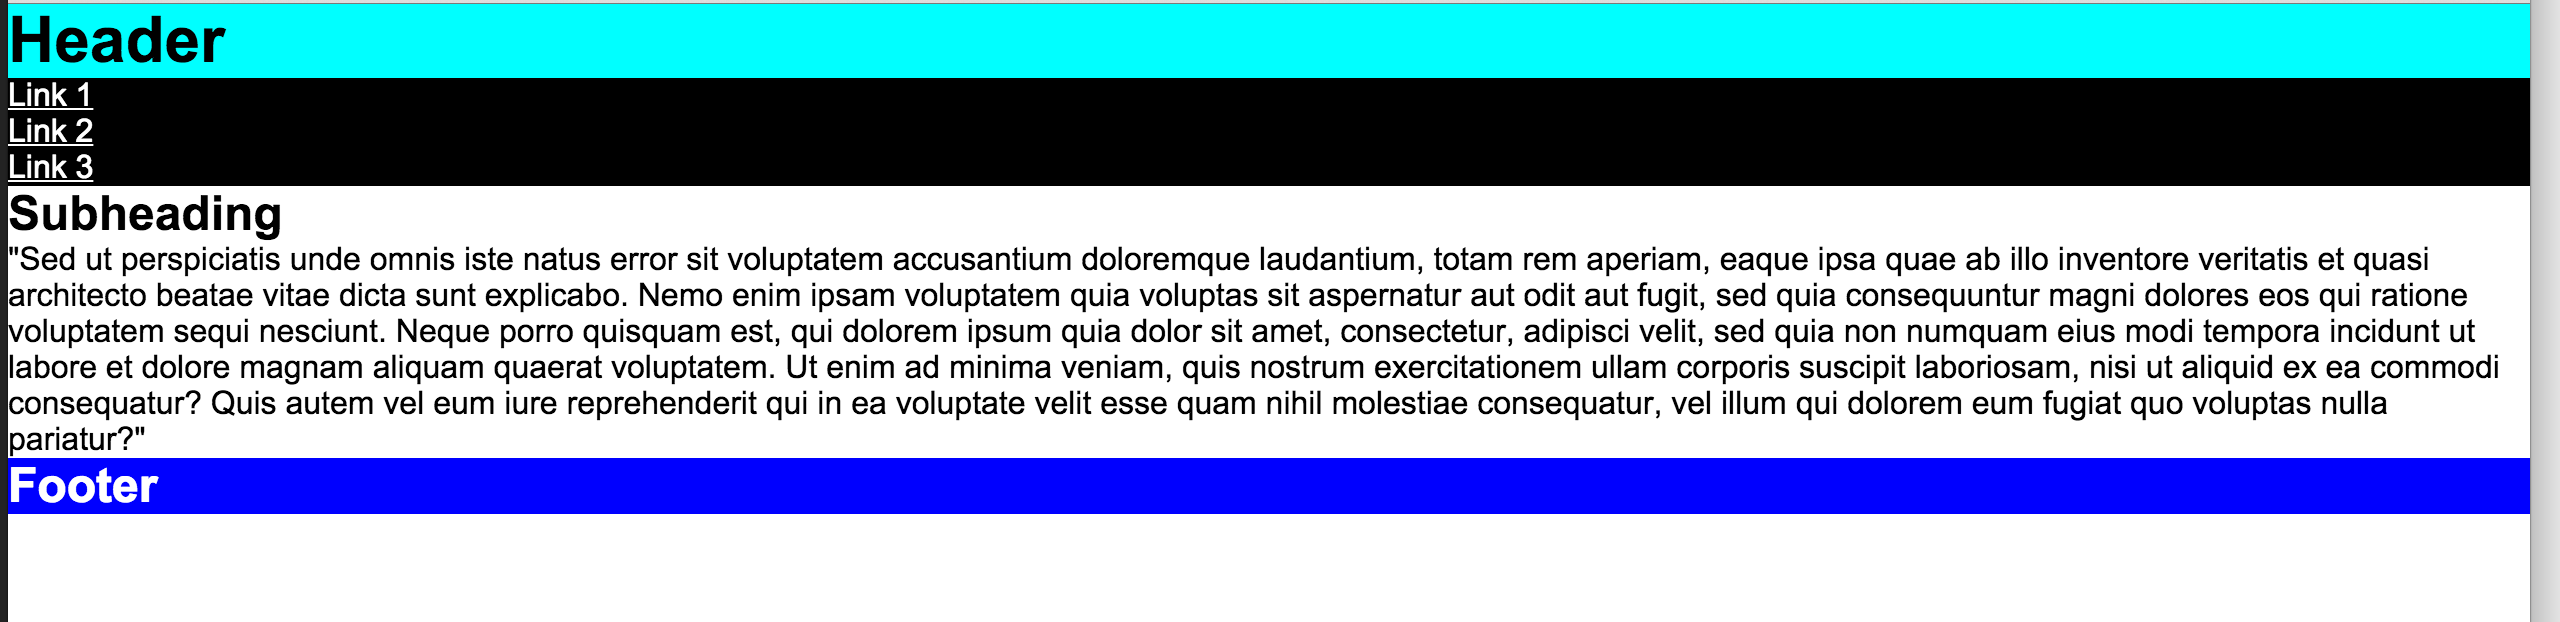 Header
Link 1
Link 2
Link 3
Subheading
"Sed ut perspiciatis unde omnis iste natus error sit voluptatem accusantium doloremque laudantium, totam rem aperiam, eaque ipsa quae ab illo inventore veritatis et quasi
architecto beatae vitae dicta sunt explicabo. Nemo enim ipsam voluptatem quia voluptas sit aspernatur aut odit aut fugit, sed quia consequuntur magni dolores eos qui ratione
voluptatem sequi nesciunt. Neque porro quisquam est, qui dolorem ipsum quia dolor sit amet, consectetur, adipisci velit, sed quia non numquam eius modi tempora incidunt ut
labore et dolore magnam aliquam quaerat voluptatem. Ut enim ad minima veniam, quis nostrum exercitationem ullam corporis suscipit laboriosam, nisi ut aliquid ex ea commodi
consequatur? Quis autem vel eum iure reprehenderit qui in ea voluptate velit esse quam nihil molestiae consequatur, vel illum qui dolorem eum fugiat quo voluptas nulla
pariatur?"
Footer